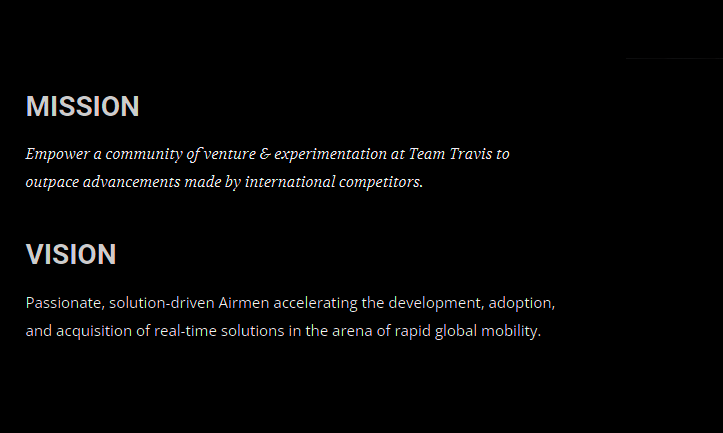 MISSION
Empower a community of venture & experimentation at Team Travis to
outpace advancements made by international competitors.
VISION
Passionate, solution-driven Airmen accelerating the development, adoption,
and acquisition of real-time solutions in the arena of rapid global mobility.